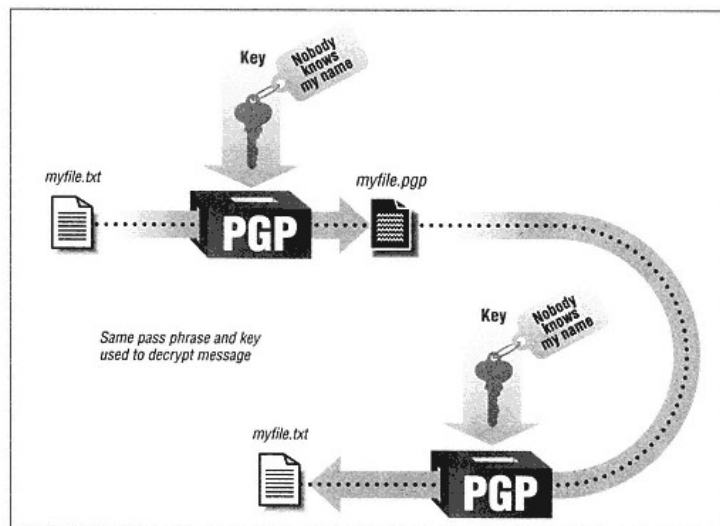 Key
Nobody
knows
my name
myfile.txt
PGP
myfile.pgp
Key
Nobody
knows
my name
Same pass phrase and key
used to decrypt message
myfile.txt
PGP